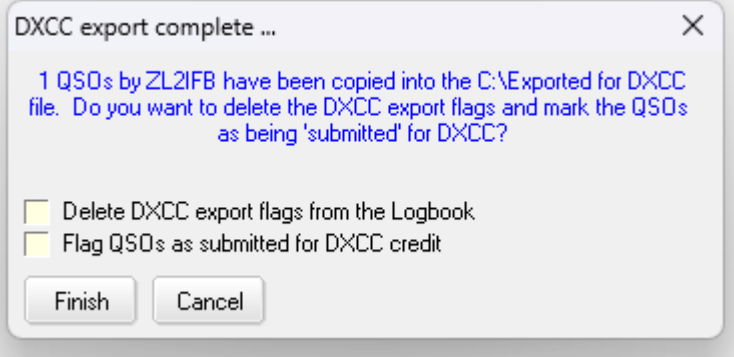 DXCC export complete ...
1 QSOs by ZL2IFB have been copied into the C:\Exported for DXCC
file.  Do you want to delete the DXCC export flags and mark the QSOs
as being 'submitted' for DXCC?
Delete DXCC export flags from the Logbook
Flag QSOs as submitted for DXCC credit
Finish
Cancel